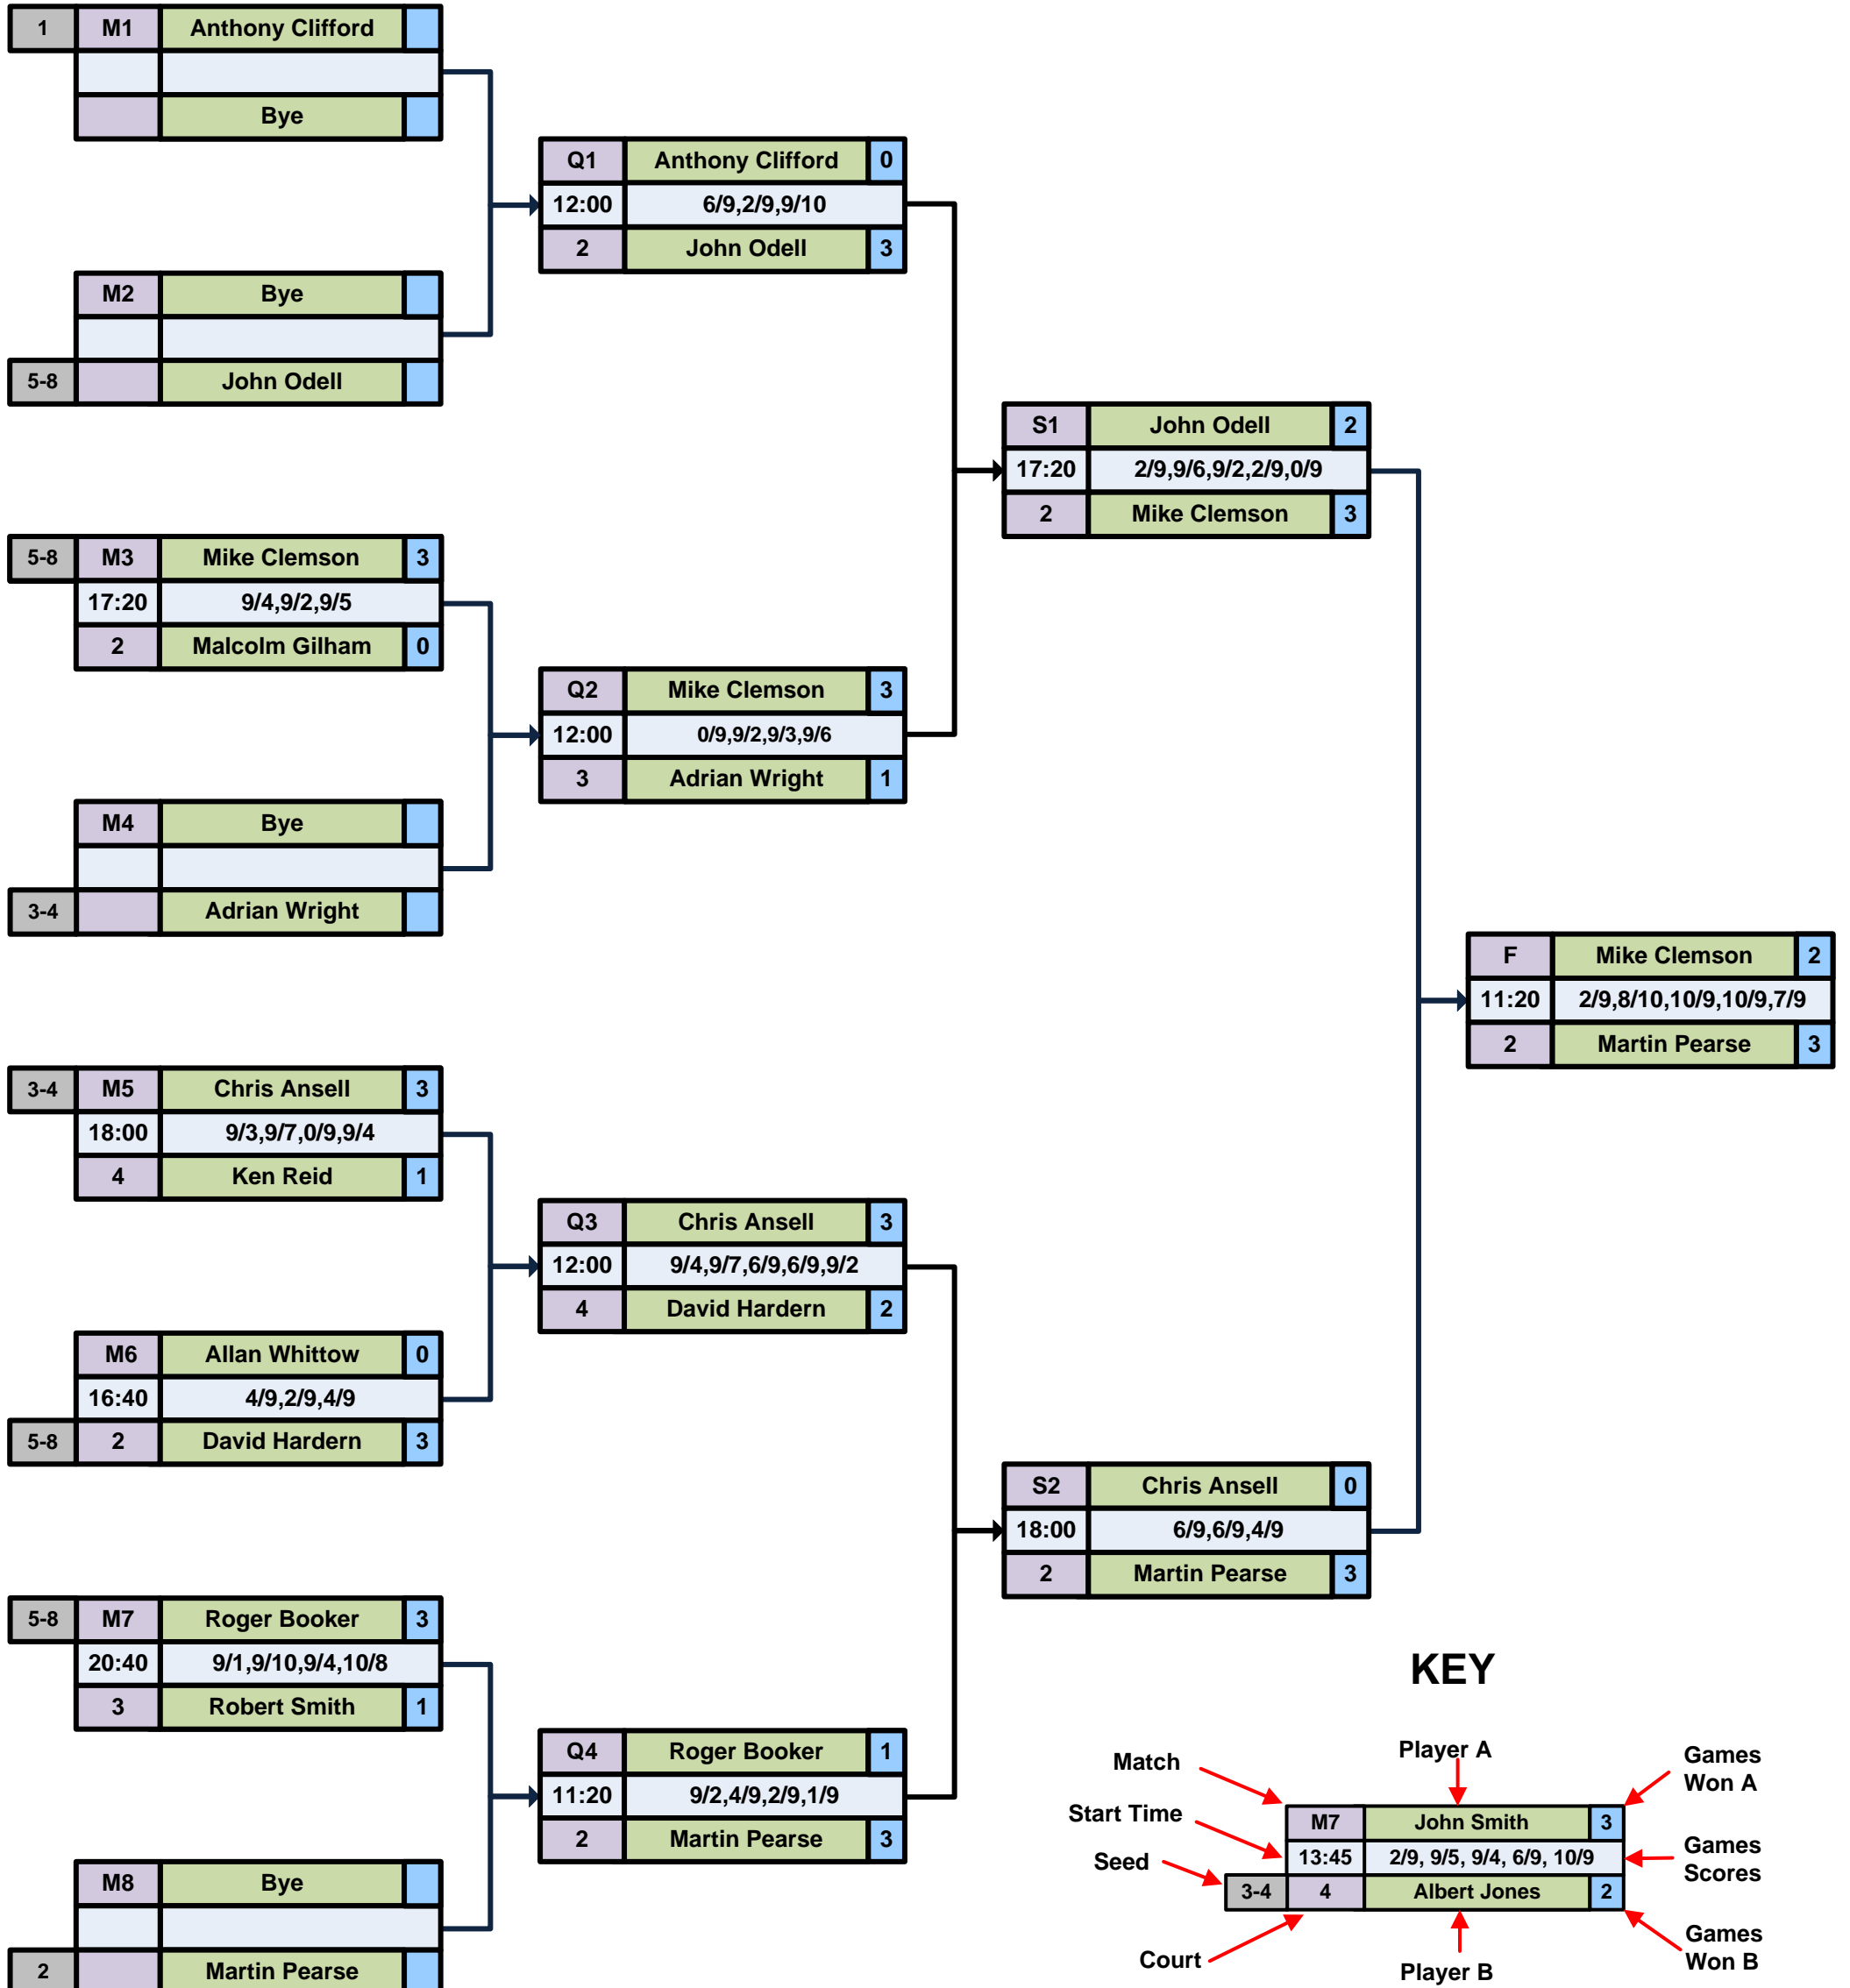 1 M1 Anthony Clifford
Bye
Q1 Anthony Clifford 0
12:00 6/9,2/9,9/10
2 John Odell 3
M2 Bye
5-8 John Odell
S1 John Odell 2
17:20 2/9,9/6,9/2,2/9,0/9
2 Mike Clemson 3
5-8 M3 Mike Clemson 3
17:20 9/4,9/2,9/5
2 Malcolm Gilham 0
Q2 Mike Clemson 3
12:00 0/9,9/2,9/3,9/6
3 Adrian Wright 1
M4 Bye
3-4 Adrian Wright
F Mike Clemson 2
11:20 2/9,8/10,10/9,10/9,7/9
2 Martin Pearse 3
3-4 M5 Chris Ansell 3
18:00 9/3,9/7,0/9,9/4
4 Ken Reid 1
Q3 Chris Ansell 3
12:00 9/4,9/7,6/9,6/9,9/2
4 David Hardern 2
M6 Allan Whittow 0
16:40 4/9,2/9,4/9
5-8 2 David Hardern 3
S2 Chris Ansell 0
18:00 6/9,6/9,4/9
2 Martin Pearse 3
5-8 M7 Roger Booker 3
20:40 9/1,9/10,9/4,10/8
3 Robert Smith 1
Q4 Roger Booker 1
11:20 9/2,4/9,2/9,1/9
2 Martin Pearse 3
M8 Bye
2 Martin Pearse
KEY
Match
Player A
Games
Won A
Start Time
M7 John Smith 3
13:45 2/9, 9/5, 9/4, 6/9, 10/9
Games
Scores
Seed
3-4 4 Albert Jones 2
Court
Player B
Games
Won B